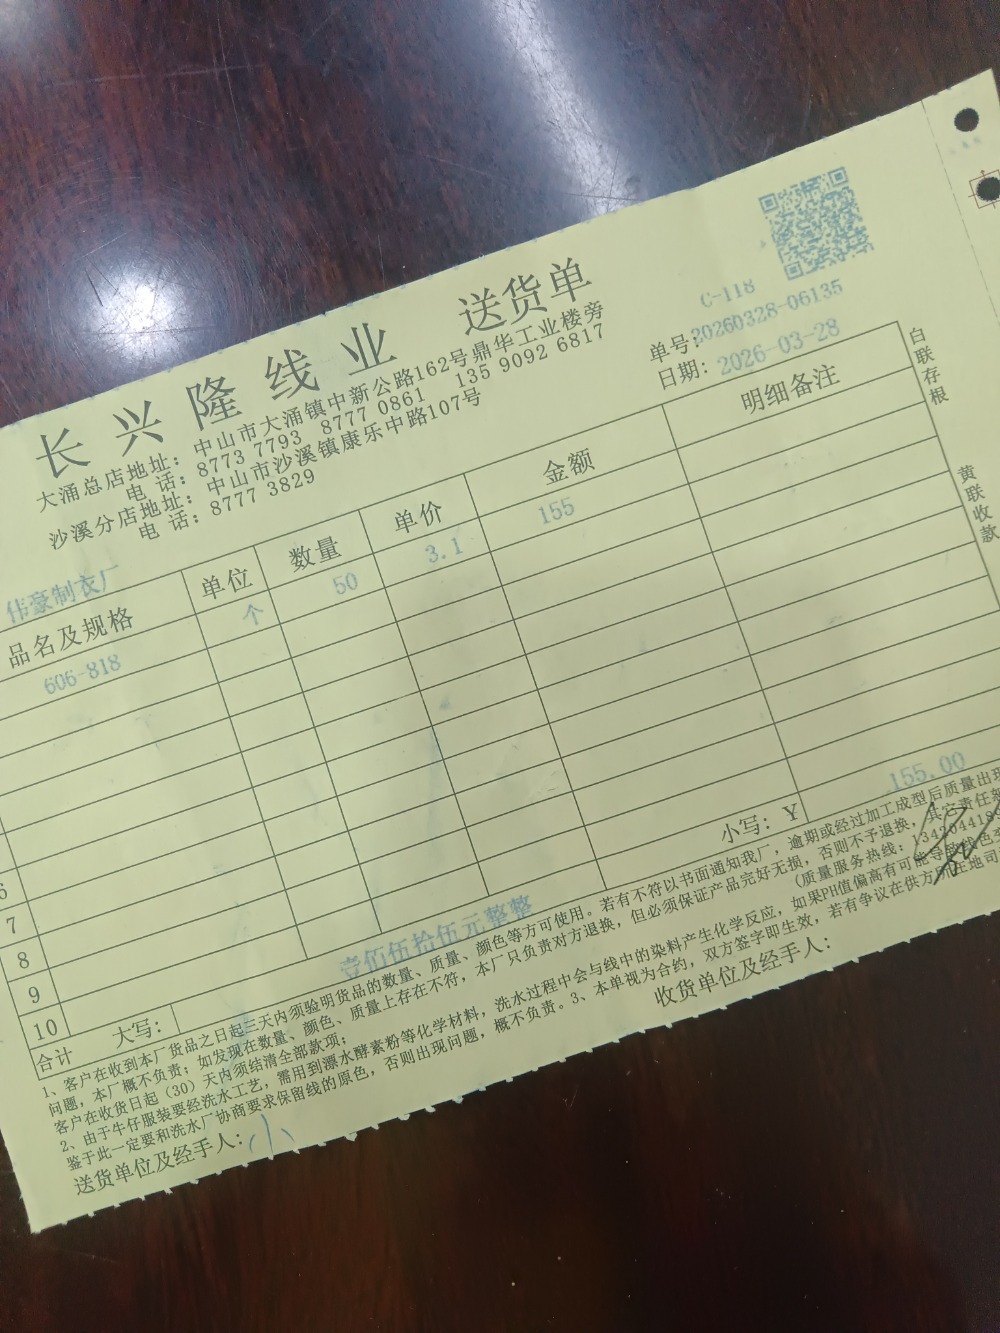 长兴隆线业 送货单
大涌总店地址：中山市大涌镇中新公路162号鼎华工业楼旁
电 话：8773 7793 8777 0861 135 9092 6817
沙溪分店地址：中山市沙溪镇康乐中路107号
电 话：8777 3829
C-118
单号：20260328-06135
日期：2026-03-28
伟豪制衣厂
品名及规格 单位 数量 单价 金额 明细备注
606-818 个 50 3.1 155
6
7
8
9
10
合计 大写： 壹佰伍拾伍元整整 小写：Y 155.00
1、客户在收到本厂货品之日起三天内须验明货品的数量、质量、颜色等方可使用。若有不符以书面通知我厂，逾期或经过加工成型后质量出现
问题，本厂概不负责；如发现在数量、颜色、质量上存在不符，本厂只负责对方退换，但必须保证产品完好无损，否则不予退换，其它责任
客户在收货日起（30）天内须结清全部款项；（质量服务热线：134204418
2、由于牛仔服装要经洗水工艺，需用到漂水酵素粉等化学材料，洗水过程中会与线中的染料产生化学反应，如果PH值偏高有可能导致线色
鉴于此一定要和洗水厂协商要求保留线的原色，否则出现问题，概不负责。3、本单视为合约，双方签字即生效，若有争议在供方所在地司
送货单位及经手人： 收货单位及经手人：
白联存根
黄联收款